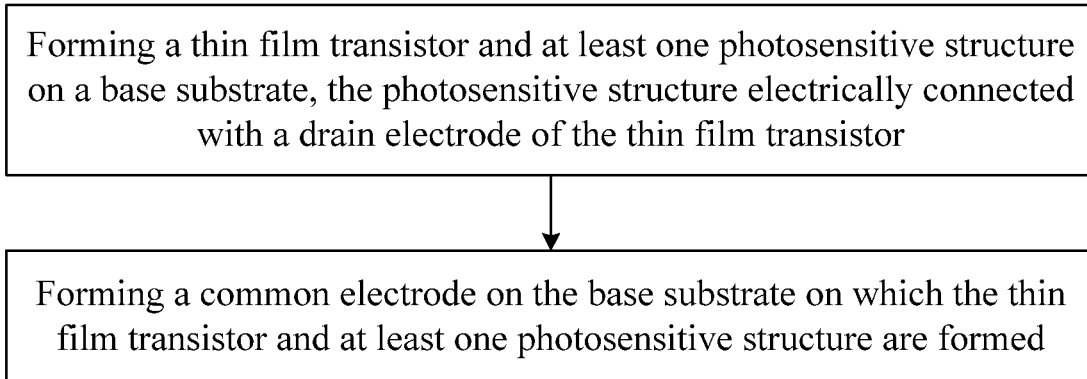 Forming a thin film transistor and at least one photosensitive structure
on a base substrate, the photosensitive structure electrically connected
with a drain electrode of the thin film transistor
Forming a common electrode on the base substrate on which the thin
film transistor and at least one photosensitive structure are formed